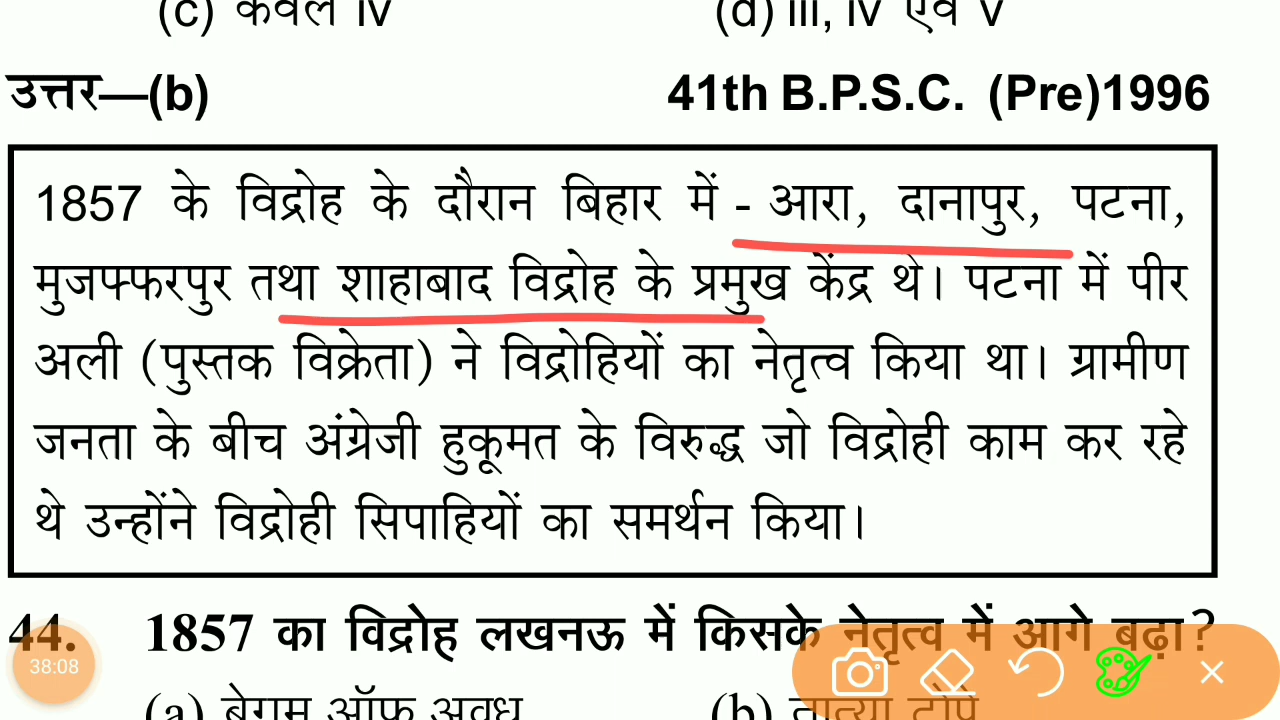 (c) केवल iv (d) iii, iv एवं v
उत्तर—(b) 41th B.P.S.C. (Pre)1996
1857 के विद्रोह के दौरान बिहार में - आरा, दानापुर, पटना,
मुजफ्फरपुर तथा शाहाबाद विद्रोह के प्रमुख केंद्र थे। पटना में पीर
अली (पुस्तक विक्रेता) ने विद्रोहियों का नेतृत्व किया था। ग्रामीण
जनता के बीच अंग्रेजी हुकूमत के विरुद्ध जो विद्रोही काम कर रहे
थे उन्होंने विद्रोही सिपाहियों का समर्थन किया।
44. 1857 का विद्रोह लखनऊ में किसके नेतृत्व में आगे बढ़ा?
38:08
(a) बेगम ऑफ अवध (b) तात्या टोपे